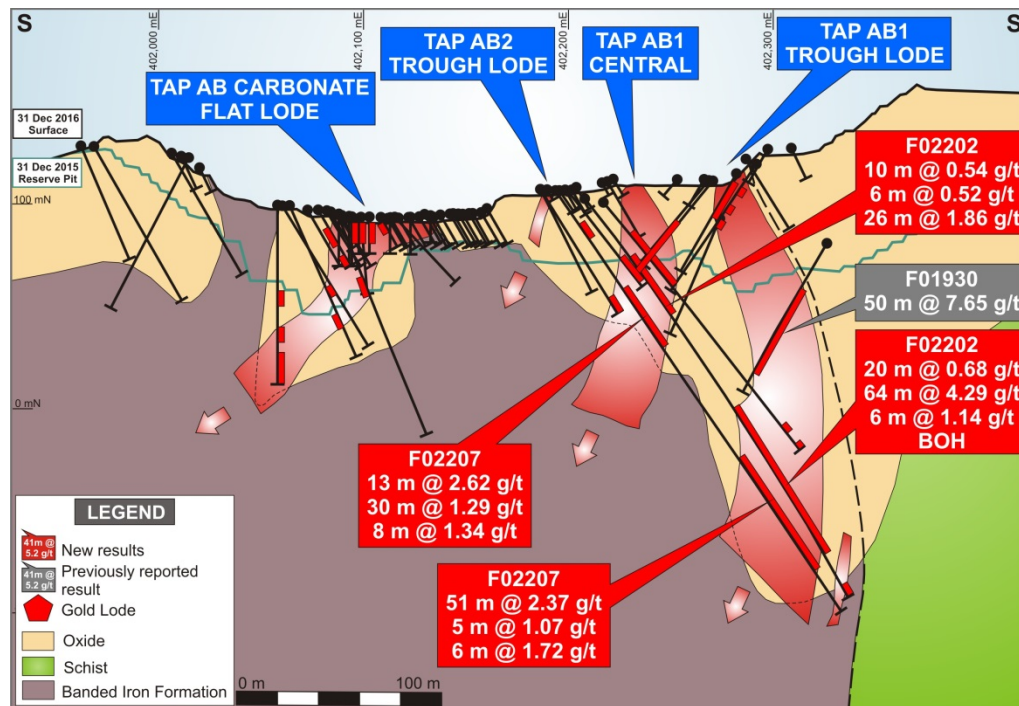 S
S
402,000 mE
402,100 mE
402,200 mE
402,300 mE
TAP AB CARBONATE
FLAT LODE
TAP AB2
TROUGH LODE
TAP AB1
CENTRAL
TAP AB1
TROUGH LODE
31 Dec 2016
Surface
31 Dec 2015
Reserve Pit
100 mN
0 mN
F02202
10 m @ 0.54 g/t
6 m @ 0.52 g/t
26 m @ 1.86 g/t
F01930
50 m @ 7.65 g/t
F02202
20 m @ 0.68 g/t
64 m @ 4.29 g/t
6 m @ 1.14 g/t
BOH
F02207
13 m @ 2.62 g/t
30 m @ 1.29 g/t
8 m @ 1.34 g/t
F02207
51 m @ 2.37 g/t
5 m @ 1.07 g/t
6 m @ 1.72 g/t
LEGEND
41m @
5.2 g/t
New results
41m @
5.2 g/t
Previously reported
result
Gold Lode
Oxide
Schist
Banded Iron Formation
0 m
100 m